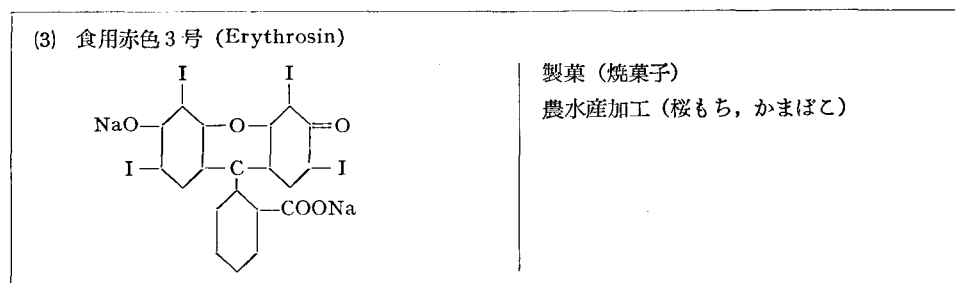 (3) 食用赤色3号 (Erythrosin)
製菓（焼菓子）
農水産加工（桜もち，かまぼこ）
I I
NaO O O
I C I
COONa